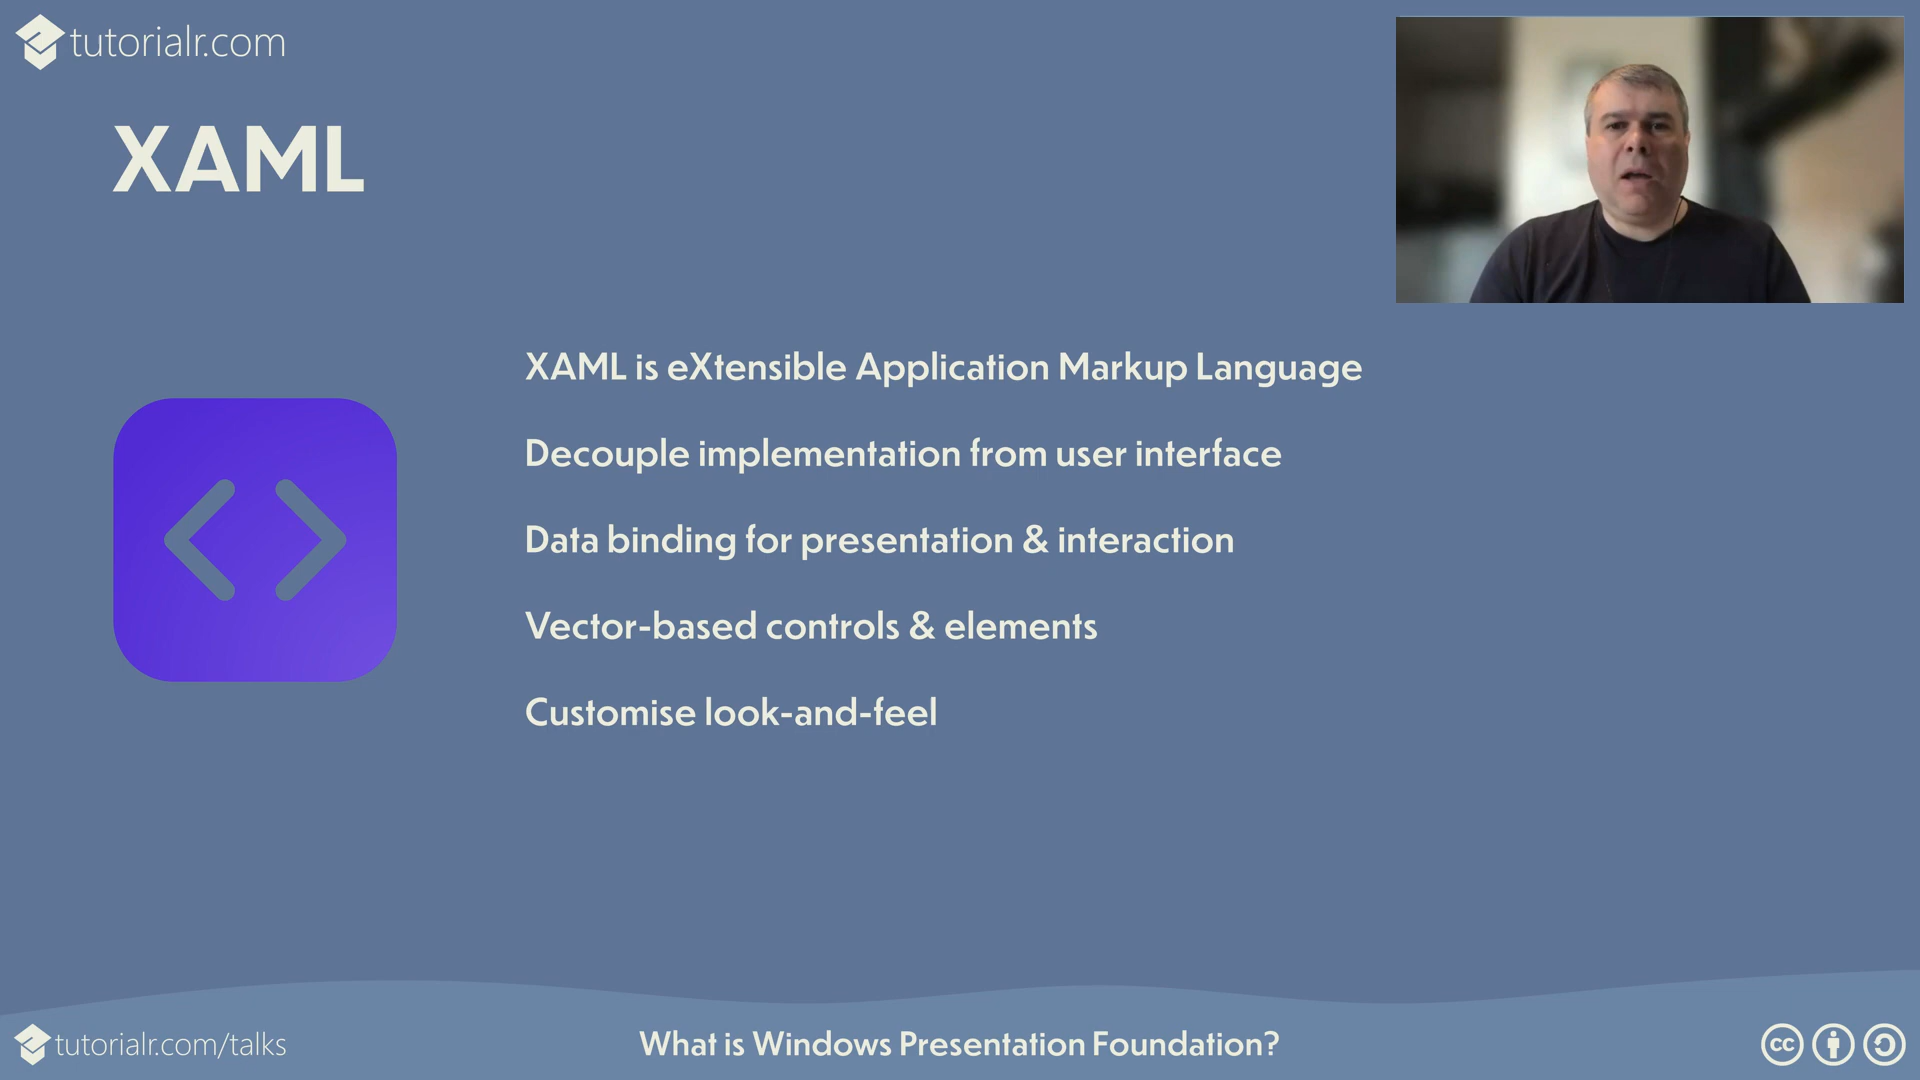 tutorialr.com
XAML
XAML is eXtensible Application Markup Language
Decouple implementation from user interface
Data binding for presentation & interaction
Vector-based controls & elements
Customise look-and-feel
tutorialr.com/talks
What is Windows Presentation Foundation?
cc